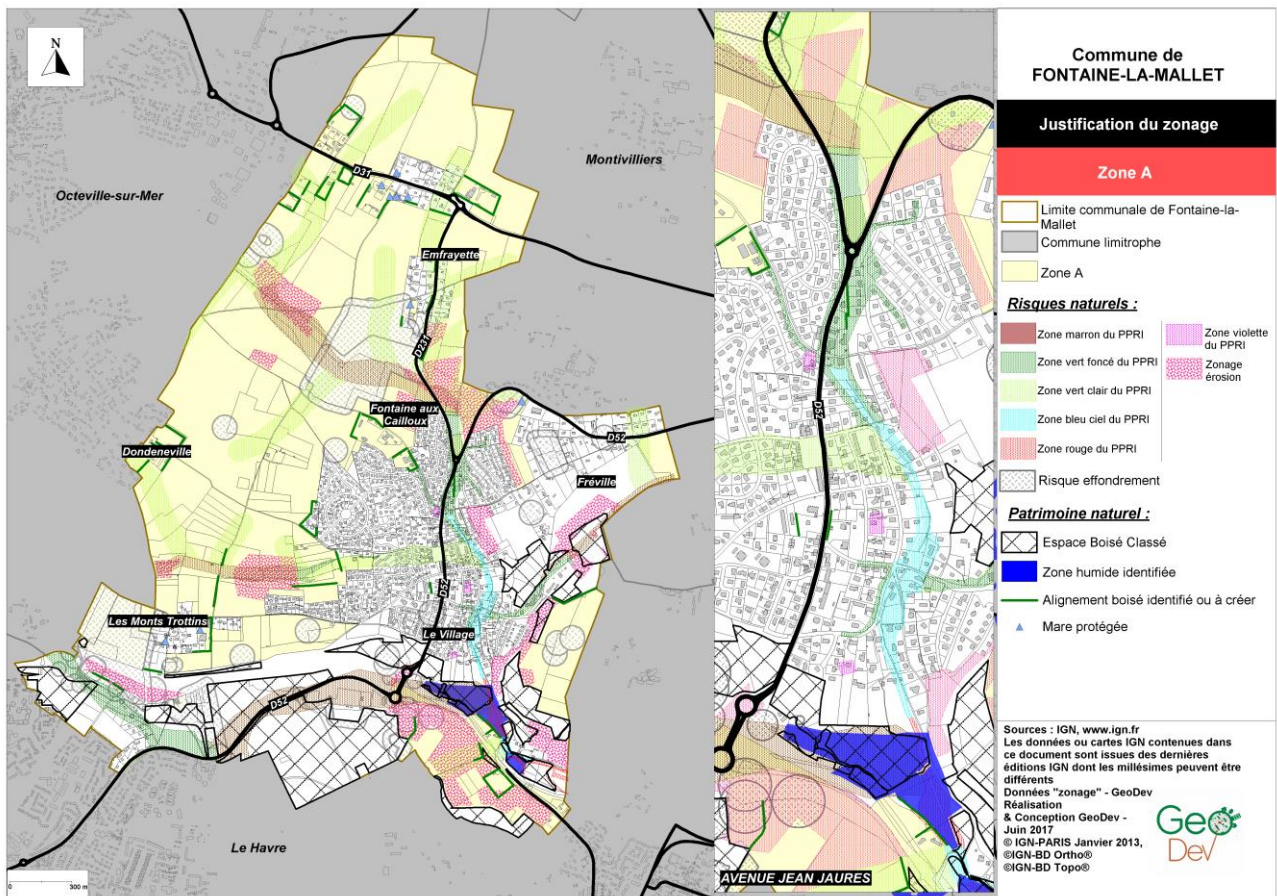 N
Octeville-sur-Mer
Montivilliers
D31
Emfrayette
D231
Fontaine aux
Cailloux
D52
Dondeneville
Fréville
D52
Les Monts Trottins
Le Village
D52
Le Havre
0 300 m
D52
AVENUE JEAN JAURES
Commune de
FONTAINE-LA-MALLET
Justification du zonage
Zone A
Limite communale de Fontaine-la-
Mallet
Commune limitrophe
Zone A
Risques naturels :
Zone marron du PPRI
Zone vert foncé du PPRI
Zone vert clair du PPRI
Zone bleu ciel du PPRI
Zone rouge du PPRI
Zone violette
du PPRI
Zonage
érosion
Risque effondrement
Patrimoine naturel :
Espace Boisé Classé
Zone humide identifiée
Alignement boisé identifié ou à créer
Mare protégée
Sources : IGN, www.ign.fr
Les données ou cartes IGN contenues dans
ce document sont issues des dernières
éditions IGN dont les millésimes peuvent être
différents
Données "zonage" - GeoDev
Réalisation
& Conception GeoDev -
Juin 2017
© IGN-PARIS Janvier 2013,
©IGN-BD Ortho®
©IGN-BD Topo®
Geo
Dev